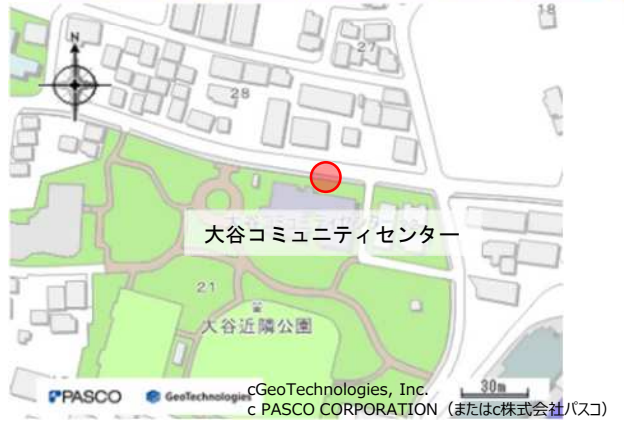 18
27
N
28
大谷コミュニティセンター
21
大谷近隣公園
30m
PASCO
GeoTechnologies
cGeoTechnologies, Inc.
c PASCO CORPORATION（またはc株式会社パスコ）